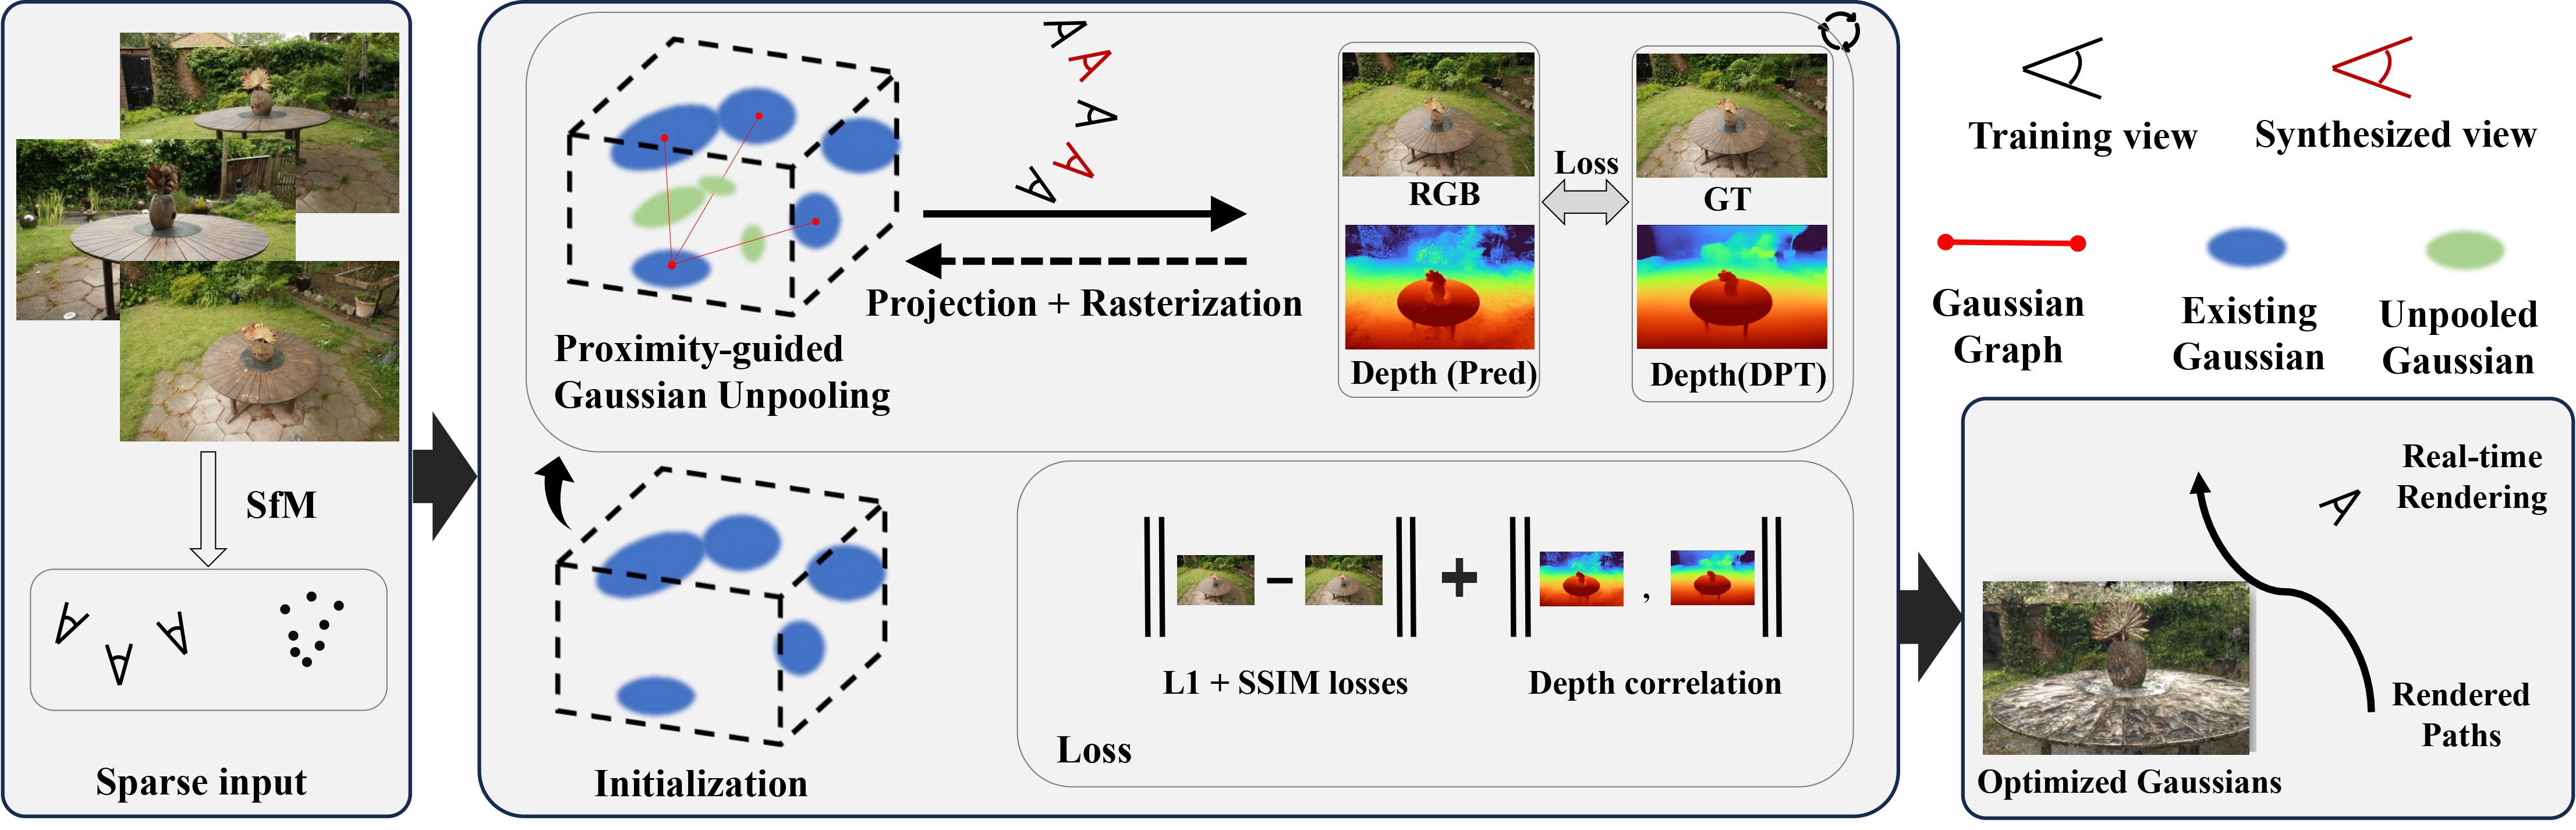 SfM
Sparse input
Proximity-guided
Gaussian Unpooling
Projection + Rasterization
RGB
Depth (Pred)
Loss
GT
Depth(DPT)
Initialization
L1 + SSIM losses
,
Depth correlation
Loss
Training view
Synthesized view
Gaussian
Graph
Existing
Gaussian
Unpooled
Gaussian
Real-time
Rendering
Rendered
Paths
Optimized Gaussians